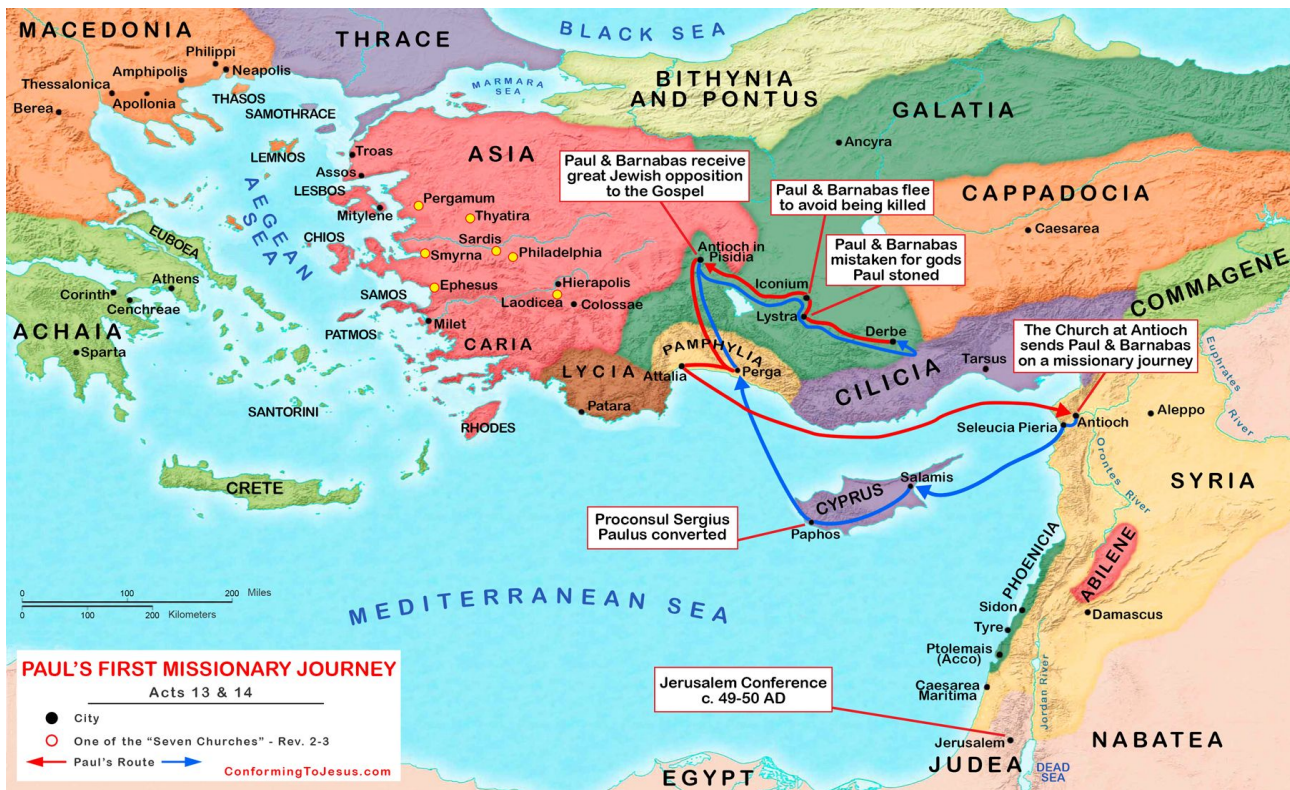 MACEDONIA
THRACE
BLACK SEA
Philippi
Neapolis
Amphipolis
Thessalonica
Apollonia
Berea
THASOS
SAMOTHRACE
MARMARA
SEA
BITHYNIA
AND PONTUS
GALATIA
Ancyra
LEMNOS
Troas
Assos
LESBOS
Mitylene
ASIA
AEGEAN
SEA
Paul & Barnabas receive
great Jewish opposition
to the Gospel
Paul & Barnabas flee
to avoid being killed
CAPPADOCIA
Caesarea
Pergamum
Thyatira
Sardis
Philadelphia
Smyrna
CHIOS
EUBOEA
Athens
Corinth
Cenchreae
ACHAIA
Sparta
Paul & Barnabas
mistaken for gods
Paul stoned
Antioch in
Pisidia
Iconium
Lystra
Derbe
COMMAGENE
Hierapolis
Laodicea
Colossae
Ephesus
SAMOS
PATMOS
Milet
CARIA
The Church at Antioch
sends Paul & Barnabas
on a missionary journey
Euphrates
River
PAMPHYLIA
Perga
Attalia
LYCIA
Patara
CILICIA
Tarsus
SANTORINI
RHODES
Seleucia Pieria
Antioch
Aleppo
Orontes River
SYRIA
CRETE
CYPRUS
Salamis
Paphos
Proconsul Sergius
Paulus converted
PHOENICIA
ABILENE
Sidon
Damascus
Tyre
Ptolemais
(Acco)
Caesarea
Maritima
MEDITERRANEAN SEA
0 100 200 Miles
0 100 200 Kilometers
PAUL'S FIRST MISSIONARY JOURNEY
Acts 13 & 14
City
One of the “Seven Churches” - Rev. 2-3
Paul's Route
ConformingToJesus.com
Jerusalem Conference
c. 49-50 AD
Jordan River
Jerusalem
JUDEA
DEAD
SEA
NABATEA
EGYPT